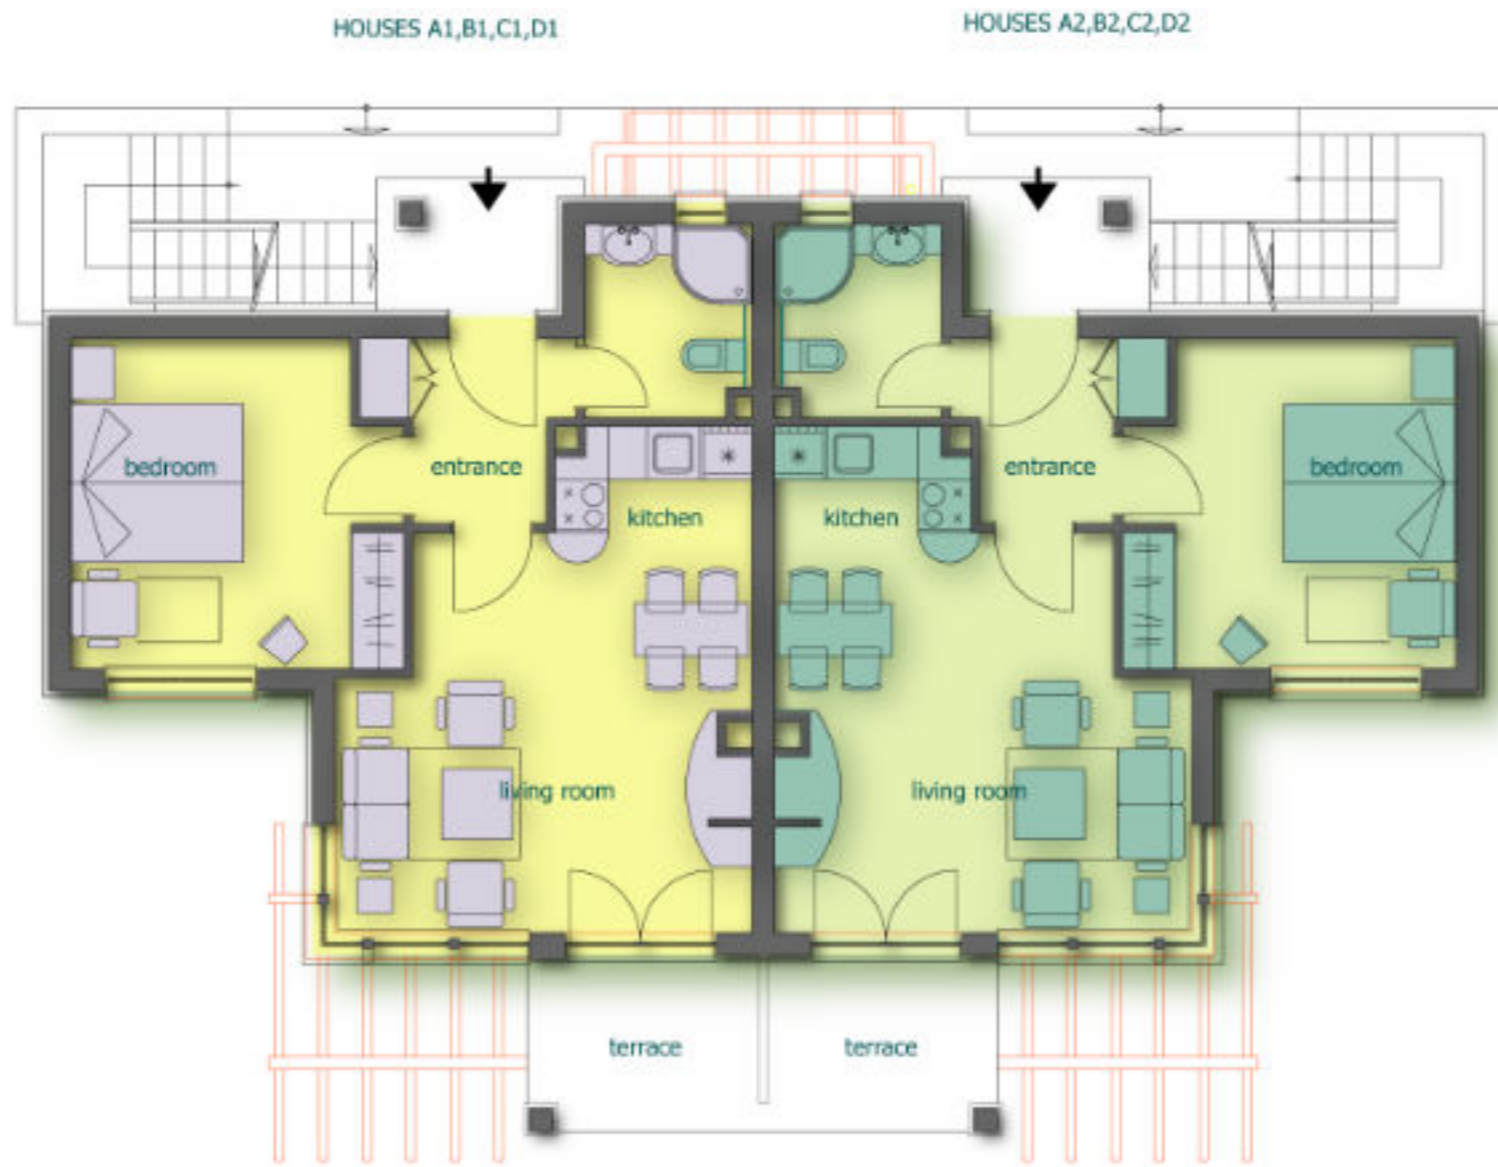 HOUSES A1,B1,C1,D1
HOUSES A2,B2,C2,D2
bedroom
entrance
entrance
bedroom
kitchen
kitchen
living room
living room
terrace
terrace